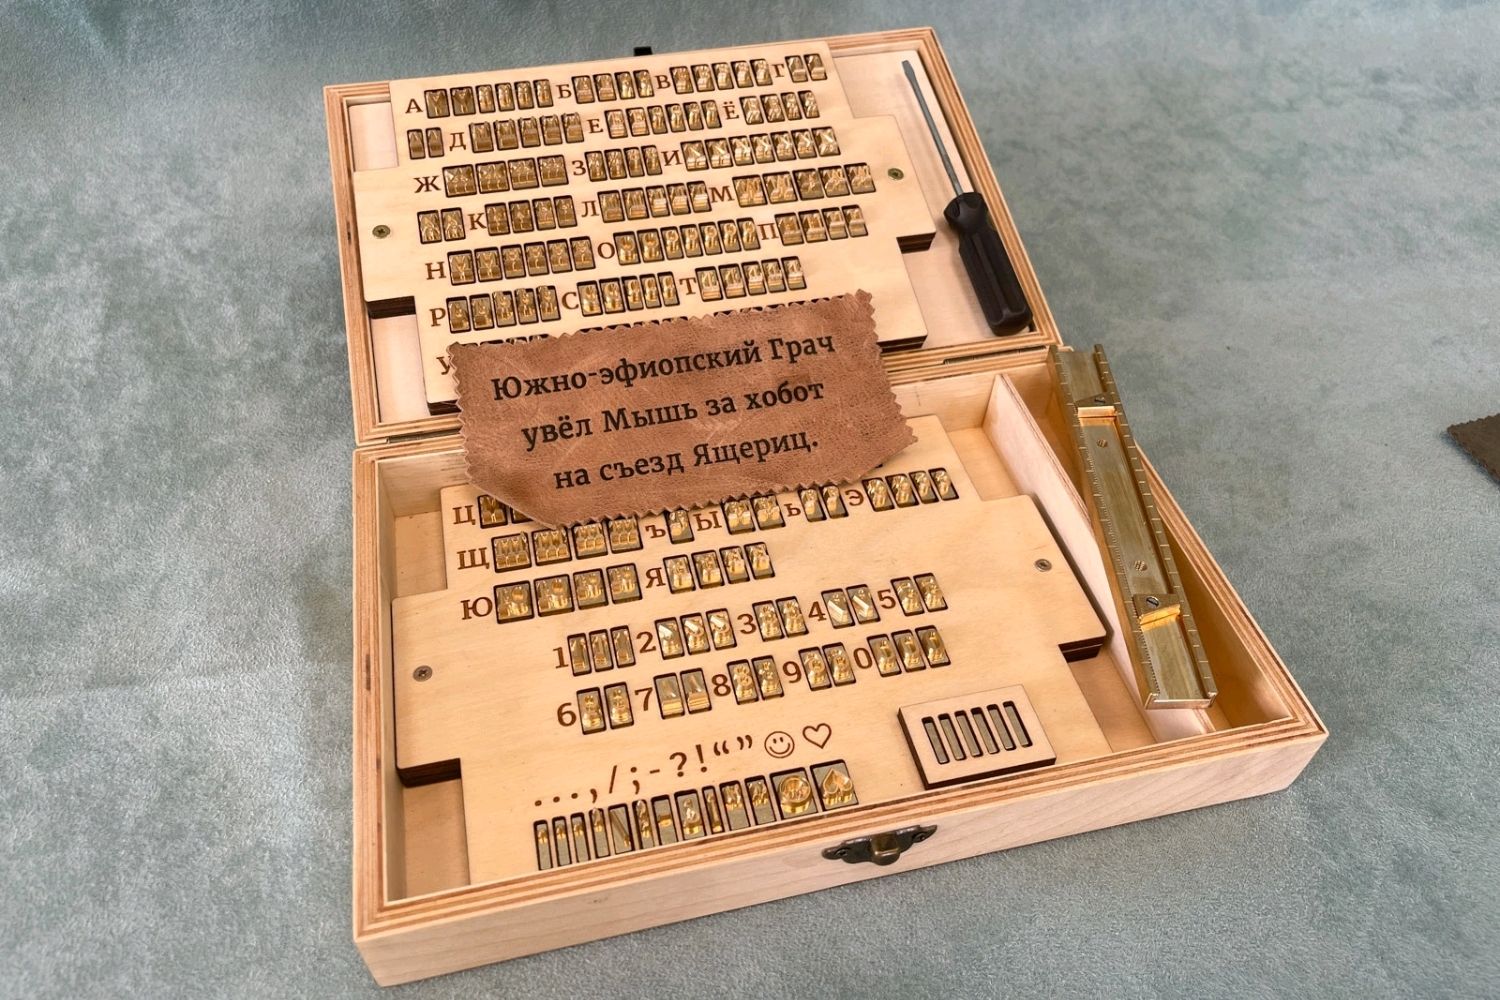 А Б В Г
Д Е Ё
Ж З И
К Л М
Н О П
Р С Т
У
Южно-эфиопский Грач
увёл Мышь за хобот
на съезд Ящериц.
Ц Ъ Ы Ь Э
Щ
Ю Я
1 2 3 4 5
6 7 8 9 0
...,/;-?!“”☺♡